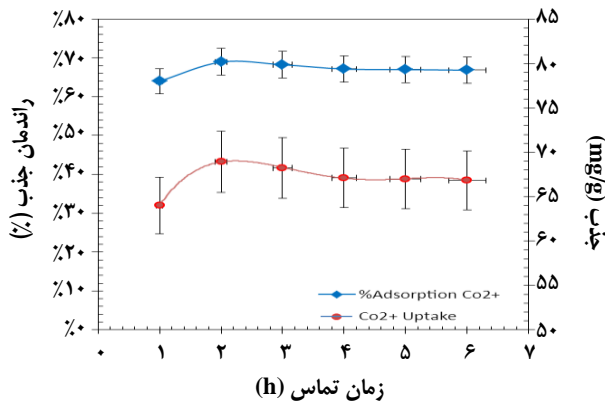 ٪۸۰
٪۷۰
٪۶۰
٪۵۰
٪۴۰
٪۳۰
٪۲۰
٪۱۰
٪۰
راندمان جذب (٪)
۸۵
۸۰
۷۵
۷۰
۶۵
۶۰
۵۵
۵۰
جذب (mg/g)
%Adsorption Co2+
Co2+ Uptake
۰ ۱ ۲ ۳ ۴ ۵ ۶ ۷
زمان تماس (h)